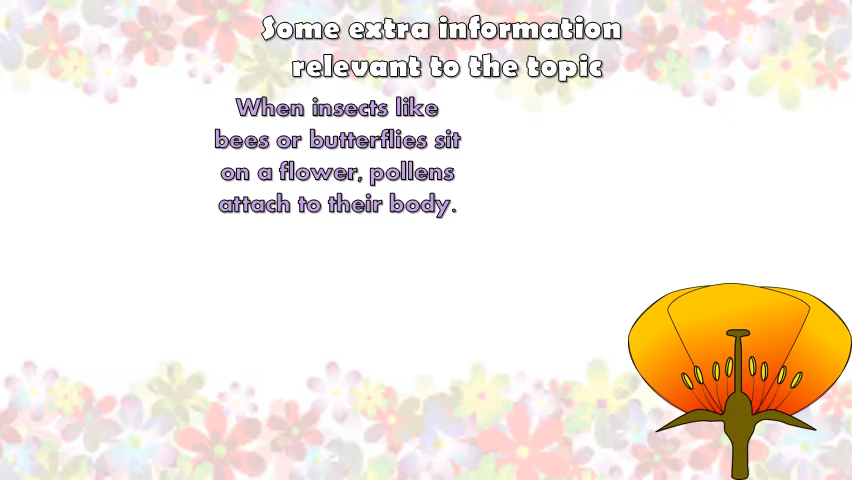 Some extra information
relevant to the topic
When insects like
bees or butterflies sit
on a flower, pollens
attach to their body.